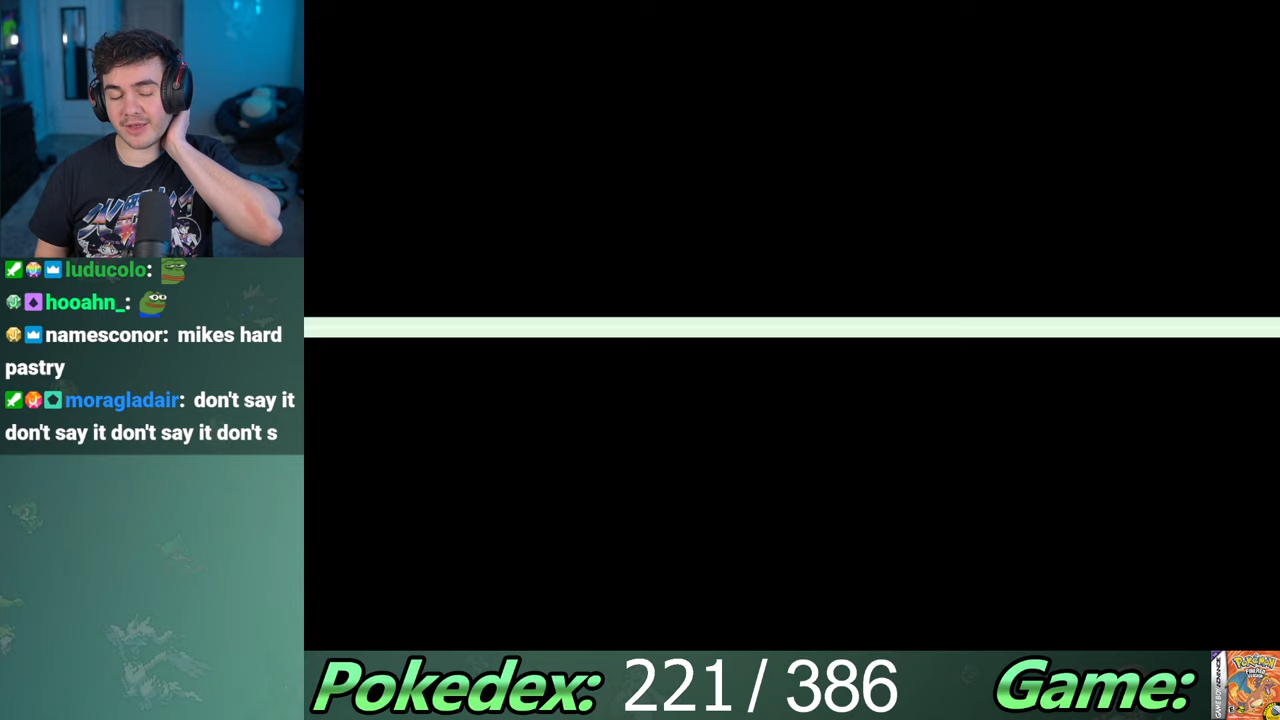 luducolo:
hooahn_:
namesconor: mikes hard
pastry
moragladair: don't say it
don't say it don't say it don't s
Pokedex: 221 / 386 Game:
POKéMON